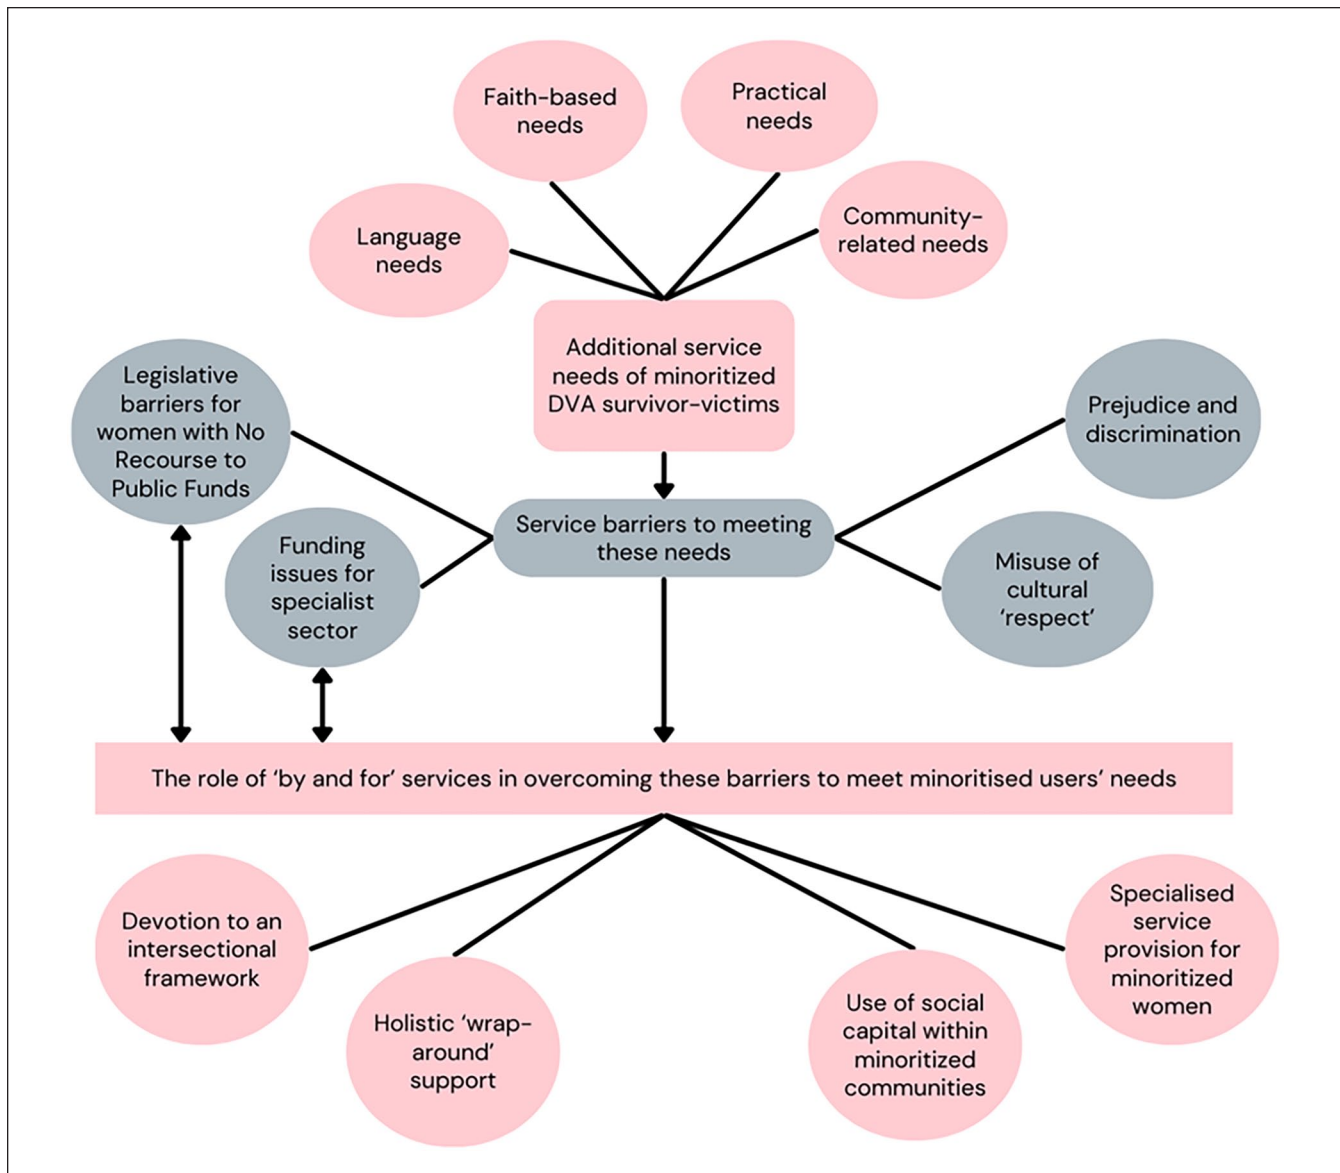 Faith-based
needs
Practical
needs
Language
needs
Community-
related needs
Additional service
needs of minoritized
DVA survivor-victims
Legislative
barriers for
women with No
Recourse to
Public Funds
Prejudice and
discrimination
Service barriers to meeting
these needs
Funding
issues for
specialist
sector
Misuse of
cultural
‘respect’
The role of ‘by and for’ services in overcoming these barriers to meet minoritised users’ needs
Devotion to an
intersectional
framework
Holistic ‘wrap-
around’
support
Use of social
capital within
minoritized
communities
Specialised
service
provision for
minoritized
women